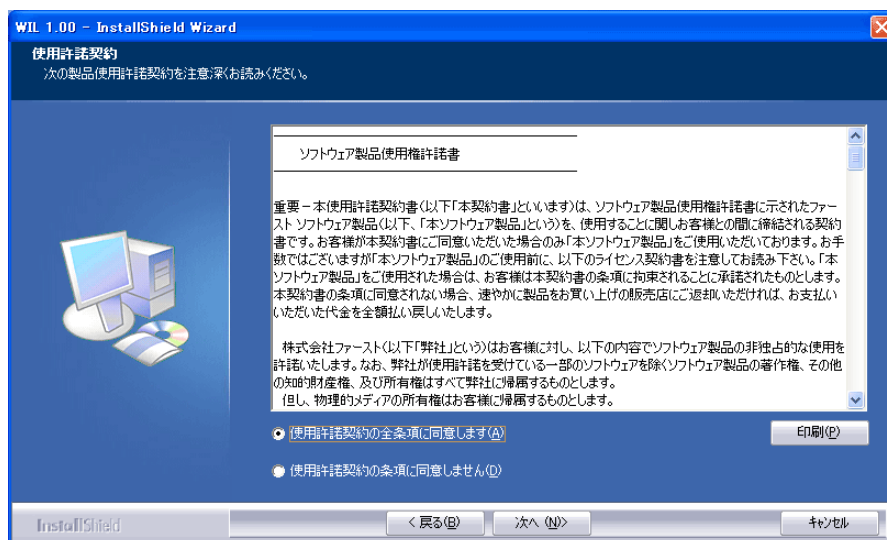 WIL 1.00 - InstallShield Wizard
使用許諾契約
次の製品使用許諾契約を注意深くお読みください。
ソフトウェア製品使用権許諾書
重要－本使用許諾契約書(以下「本契約書」といいます)は、ソフトウェア製品使用権許諾書に示されたファー
スト ソフトウェア製品(以下、「本ソフトウェア製品」という)を、使用することに関しお客様との間に締結される契約
書です。お客様が本契約書にご同意いただいた場合のみ「本ソフトウェア製品」をご使用いただいております。お手
数ではございますが「本ソフトウェア製品」のご使用前に、以下のライセンス契約書を注意してお読み下さい。「本
ソフトウェア製品」をご使用された場合は、お客様は本契約書の条項に拘束されることに承諾されたものとします。
本契約書の条項に同意されない場合、速やかに製品をお買い上げの販売店にご返却いただければ、お支払い
いただいた代金を全額払い戻しいたします。
株式会社ファースト(以下「弊社」という)はお客様に対し、以下の内容でソフトウェア製品の非独占的な使用を
許諾いたします。なお、弊社が使用許諾を受けている一部のソフトウェアを除くソフトウェア製品の著作権、その他
の知的財産権、及び所有権はすべて弊社に帰属するものとします。
但し、物理的メディアの所有権はお客様に帰属するものとします。
使用許諾契約の全条項に同意します(A)
印刷(P)
使用許諾契約の条項に同意しません(D)
InstallShield
< 戻る(B)
次へ (N)>
キャンセル